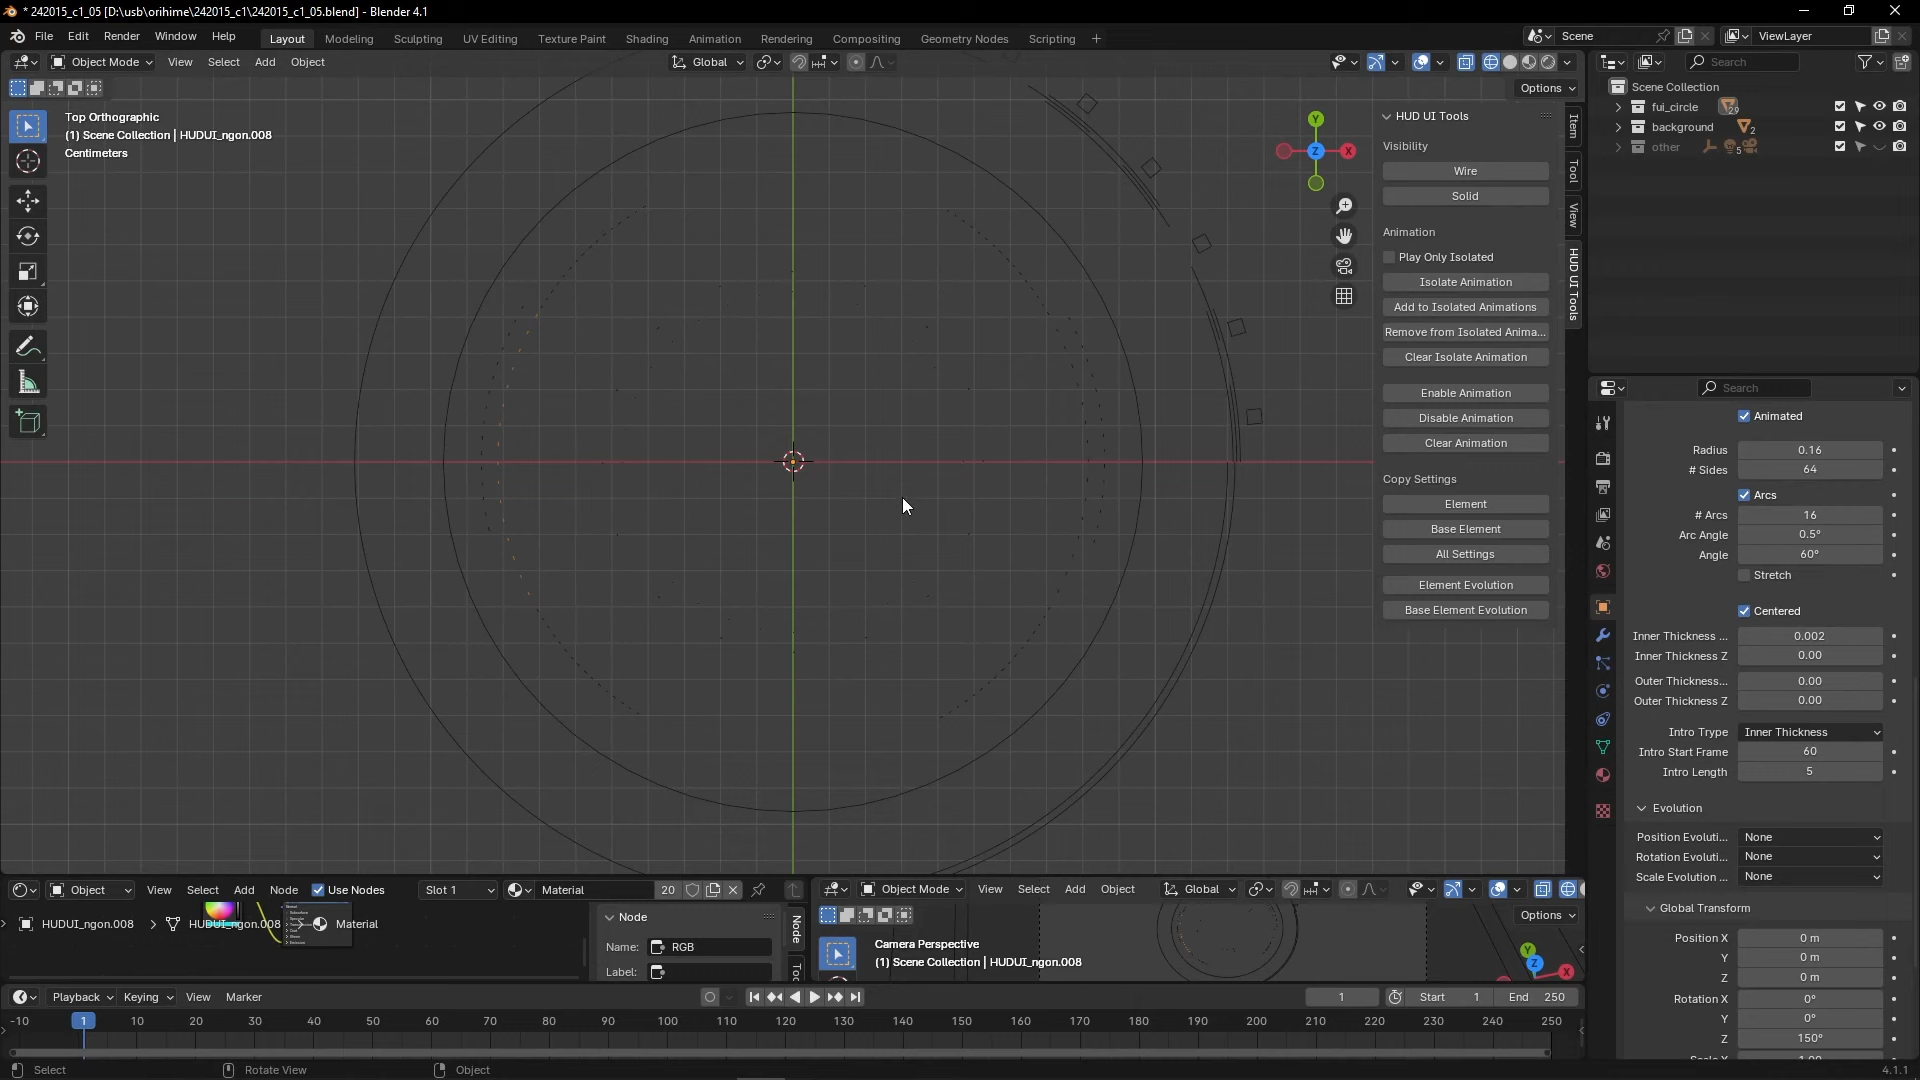 * 242015_c1_05 [D:\usb\orihime\242015_c1\242015_c1_05.blend] - Blender 4.1
File Edit Render Window Help
Layout Modeling Sculpting UV Editing Texture Paint Shading Animation Rendering Compositing Geometry Nodes Scripting +
Scene
ViewLayer
Object Mode View Select Add Object
Global
Search
Options
Scene Collection
fui_circle 29
background 2
other 5
Top Orthographic
(1) Scene Collection | HUDUI_ngon.008
Centimeters
Y
Z
X
Item
Tool
View
HUD UI Tools
HUD UI Tools
Visibility
Wire
Solid
Animation
Play Only Isolated
Isolate Animation
Add to Isolated Animations
Remove from Isolated Anima...
Clear Isolate Animation
Enable Animation
Disable Animation
Clear Animation
Copy Settings
Element
Base Element
All Settings
Element Evolution
Base Element Evolution
Search
Animated
Radius 0.16
# Sides 64
Arcs
# Arcs 16
Arc Angle 0.5°
Angle 60°
Stretch
Centered
Inner Thickness ... 0.002
Inner Thickness Z 0.00
Outer Thickness... 0.00
Outer Thickness Z 0.00
Intro Trype Inner Thickness
Intro Start Frame 60
Intro Length 5
Evolution
Position Evoluti... None
Rotation Evoluti... None
Scale Evolution ... None
Global Transform
Position X 0 m
Y 0 m
Z 0 m
Rotation X 0°
Y 0°
Z 150°
Scale X 1.00
Object View Select Add Node Use Nodes Slot 1 Material 20
HUDUI_ngon.008 HUDUI_ngon.008 Material
Node
Name: RGB
Label:
Node
Object Mode View Select Add Object Global
Options
Camera Perspective
(1) Scene Collection | HUDUI_ngon.008
Y
Z
X
Playback Keying View Marker
1 Start 1 End 250
-10 1 10 20 30 40 50 60 70 80 90 100 110 120 130 140 150 160 170 180 190 200 210 220 230 240 250
Select Rotate View Object 4.1.1